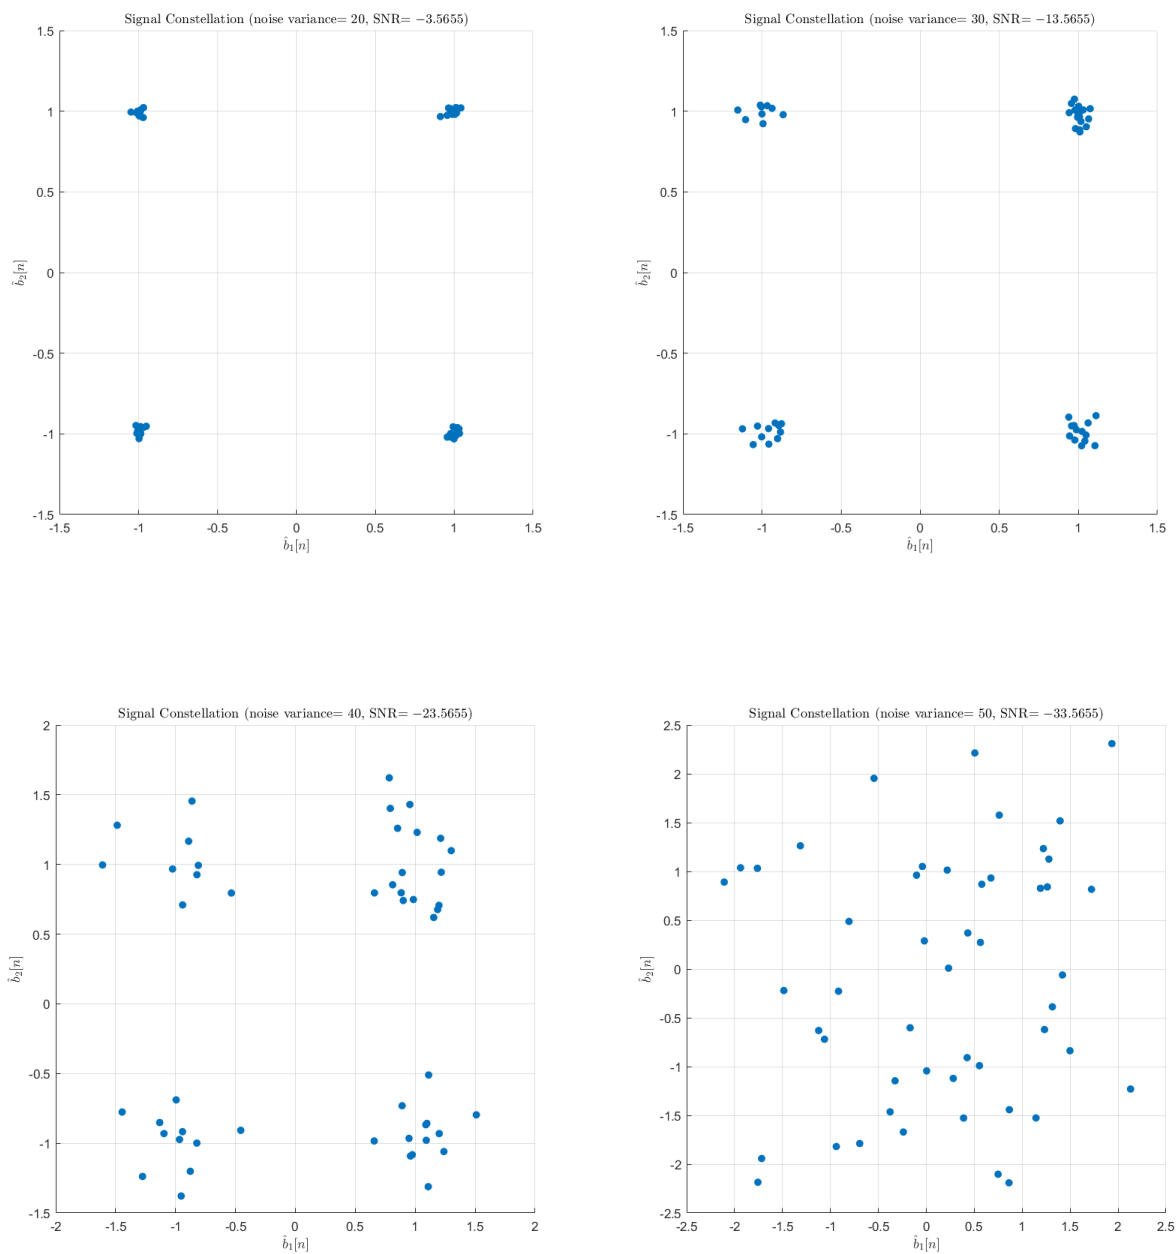 Signal Constellation (noise variance= 20, SNR= −3.5655)
1.5
1
0.5
0
-0.5
-1
-1.5
b̂₂[n]
-1.5 -1 -0.5 0 0.5 1 1.5
b̂₁[n]
Signal Constellation (noise variance= 30, SNR= −13.5655)
1.5
1
0.5
0
-0.5
-1
-1.5
b̂₂[n]
-1.5 -1 -0.5 0 0.5 1 1.5
b̂₁[n]
Signal Constellation (noise variance= 40, SNR= −23.5655)
2
1.5
1
0.5
0
-0.5
-1
-1.5
b̂₂[n]
-2 -1.5 -1 -0.5 0 0.5 1 1.5 2
b̂₁[n]
Signal Constellation (noise variance= 50, SNR= −33.5655)
2.5
2
1.5
1
0.5
0
-0.5
-1
-1.5
-2
-2.5
b̂₂[n]
-2.5 -2 -1.5 -1 -0.5 0 0.5 1 1.5 2 2.5
b̂₁[n]